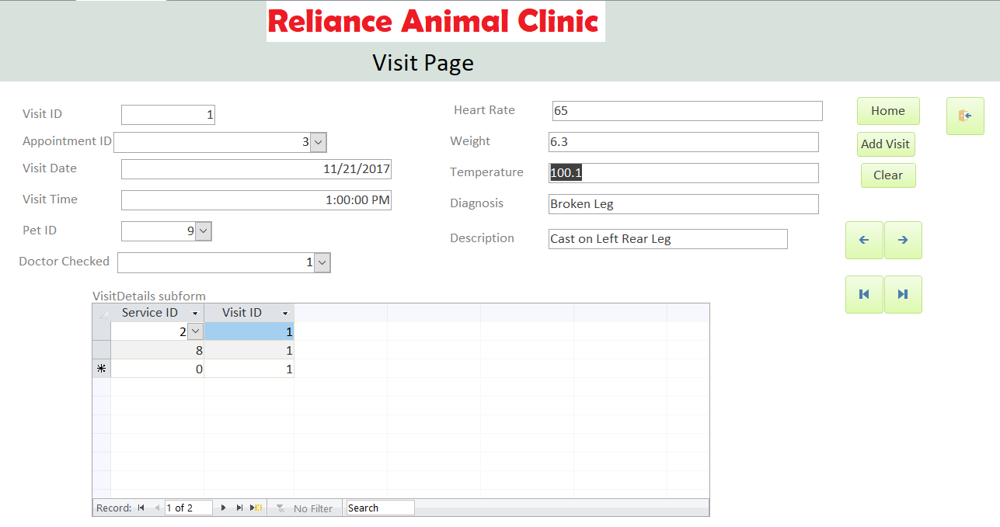 Reliance Animal Clinic
Visit Page
Visit ID 1
Appointment ID 3
Visit Date 11/21/2017
Visit Time 1:00:00 PM
Pet ID 9
Doctor Checked 1
Heart Rate 65
Weight 6.3
Temperature 100.1
Diagnosis Broken Leg
Description Cast on Left Rear Leg
Home
Add Visit
Clear
VisitDetails subform
Service ID Visit ID
2 1
8 1
0 1
Record: 1 of 2 No Filter Search